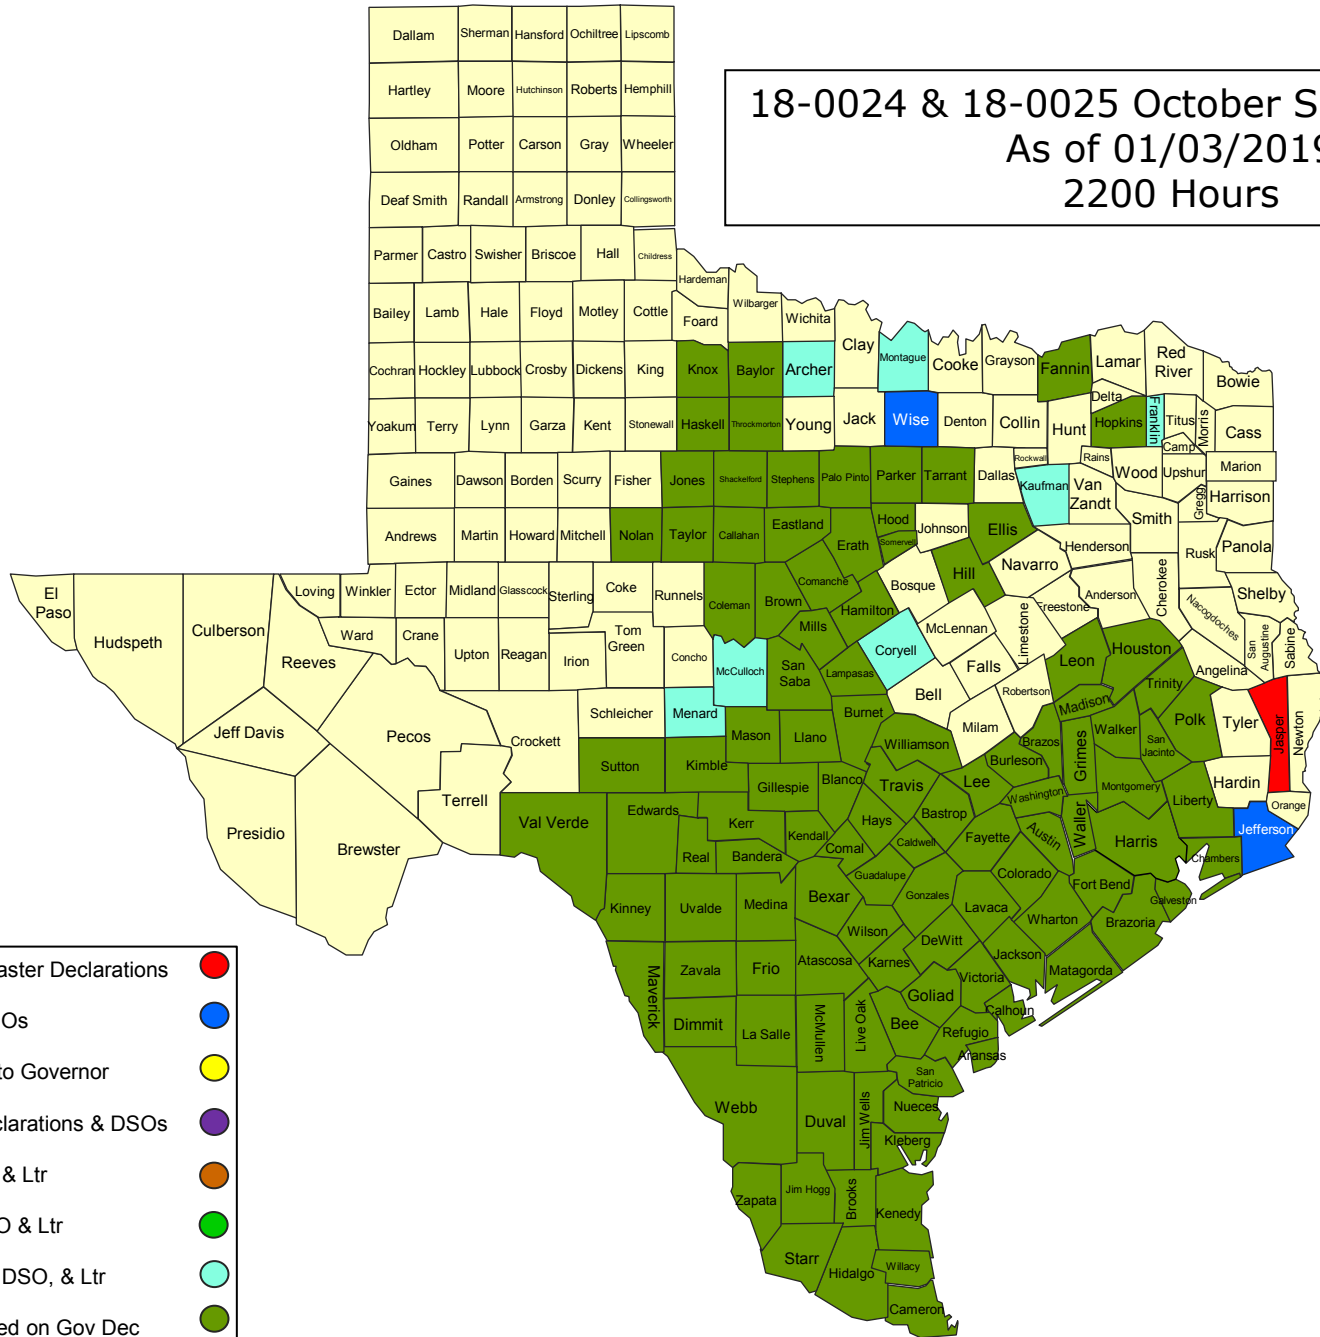 18-0024 & 18-0025 October S
As of 01/03/2019
2200 Hours
Dallam Sherman Hansford Ochiltree Lipscomb
Hartley Moore Hutchinson Roberts Hemphill
Oldham Potter Carson Gray Wheeler
Deaf Smith Randall Armstrong Donley Collingsworth
Parmer Castro Swisher Briscoe Hall Childress
Hardeman
Bailey Lamb Hale Floyd Motley Cottle Foard Wilbarger Wichita Clay Montague Cooke Grayson Fannin Lamar Red River Bowie
Cochran Hockley Lubbock Crosby Dickens King Knox Baylor Archer
Delta Franklin Titus Morris Cass
Yoakum Terry Lynn Garza Kent Stonewall Haskell Throckmorton Young Jack Wise Denton Collin Hunt Hopkins Camp
Rockwall Rains Wood Upshur Marion
Gaines Dawson Borden Scurry Fisher Jones Shackelford Stephens Palo Pinto Parker Tarrant Dallas Kaufman Van Zandt Gregg Harrison
Andrews Martin Howard Mitchell Nolan Taylor Callahan Eastland Erath Hood Somervell Johnson Ellis Henderson Smith Rusk Panola
El Paso Hudspeth Culberson Loving Winkler Ector Midland Glasscock Sterling Coke Runnels Coleman Brown Comanche Hamilton Bosque Hill Navarro Freestone Anderson Cherokee Nacogdoches Shelby
Reeves Ward Crane Upton Reagan Irion Tom Green Concho McCulloch San Saba Mills Lampasas Coryell McLennan Falls Limestone Leon Houston Angelina San Augustine Sabine
Jeff Davis Pecos Crockett Schleicher Menard Mason Llano Burnet Bell Milam Robertson Madison Trinity Polk Tyler Jasper Newton
Presidio Brewster Terrell Sutton Kimble Gillespie Blanco Williamson Travis Lee Burleson Brazos Grimes Walker San Jacinto Hardin Orange
Val Verde Edwards Kerr Real Bandera Kendall Comal Hays Caldwell Bastrop Fayette Washington Austin Waller Montgomery Harris Liberty Jefferson Chambers
Kinney Uvalde Medina Bexar Guadalupe Gonzales Lavaca Colorado Fort Bend Wharton Brazoria Galveston
Maverick Zavala Frio Atascosa Wilson Karnes DeWitt Jackson Matagorda Victoria Calhoun
Dimmit La Salle McMullen Live Oak Bee Goliad Refugio Aransas San Patricio
Webb Duval Jim Wells Nueces Kleberg
Zapata Jim Hogg Brooks Kenedy
Starr Hidalgo Willacy
Cameron
aster Declarations
Os
to Governor
clarations & DSOs
& Ltr
O & Ltr
DSO, & Ltr
ed on Gov Dec